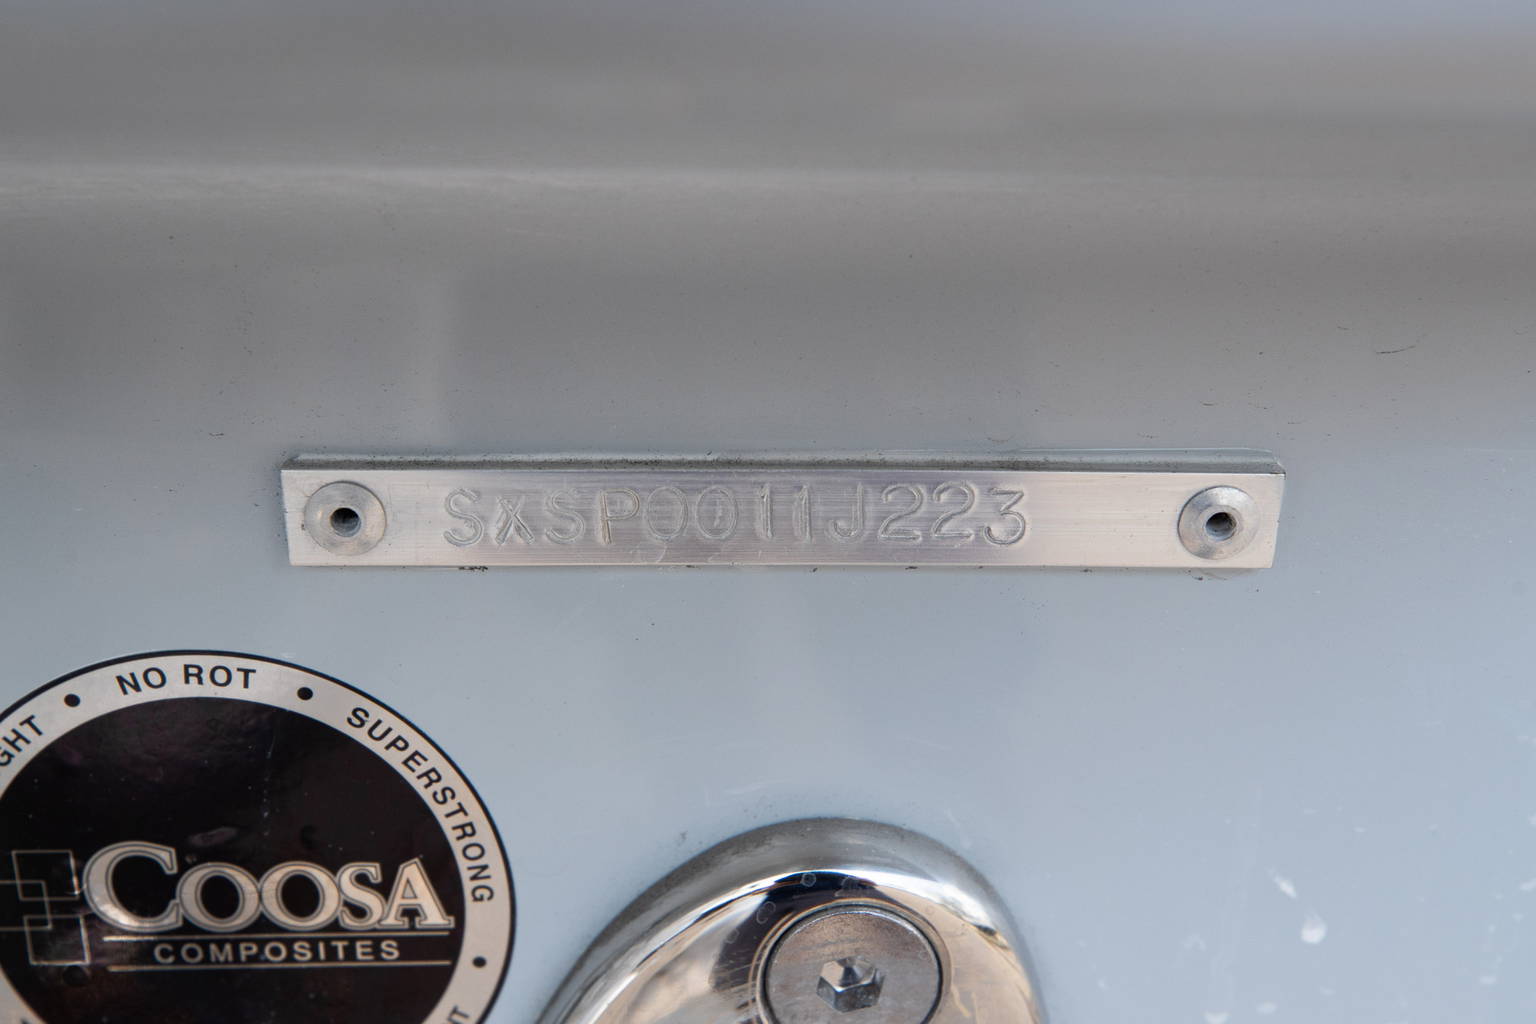 SXSP0011J223
NO ROT • SUPERSTRONG •
COOSA
COMPOSITES